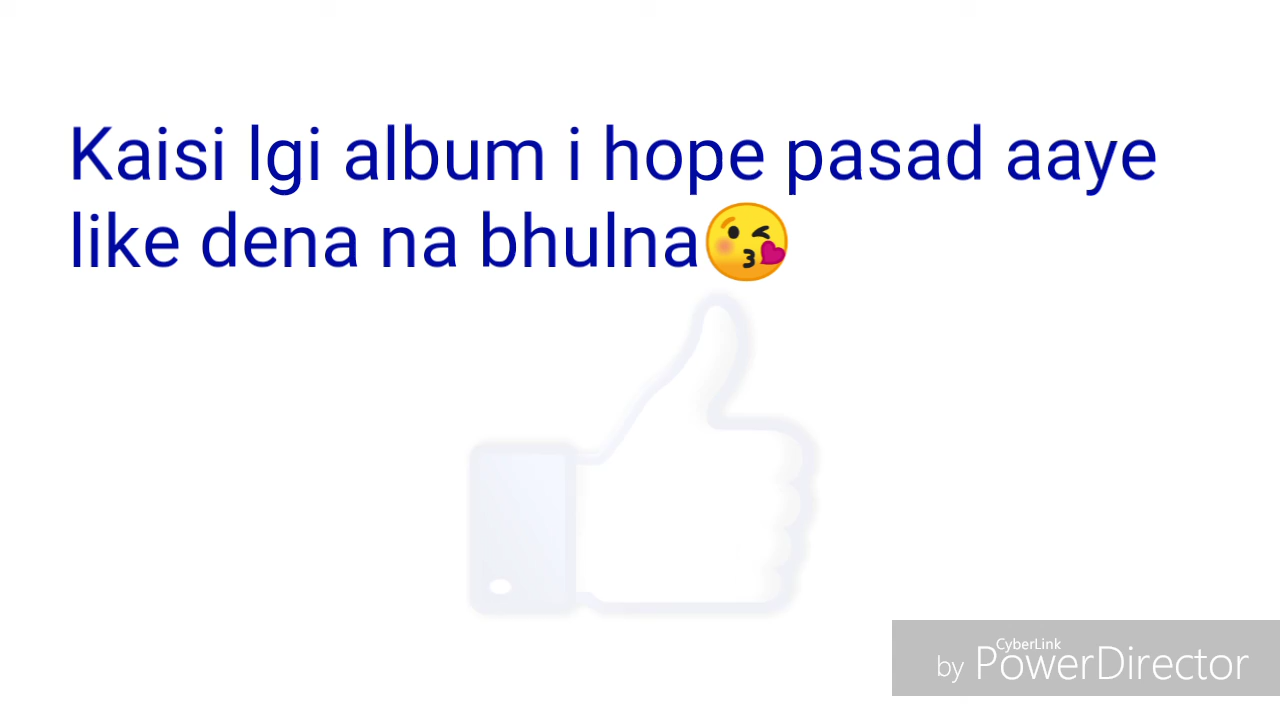 Kaisi lgi album i hope pasad aaye
like dena na bhulna😘
CyberLink
by PowerDirector